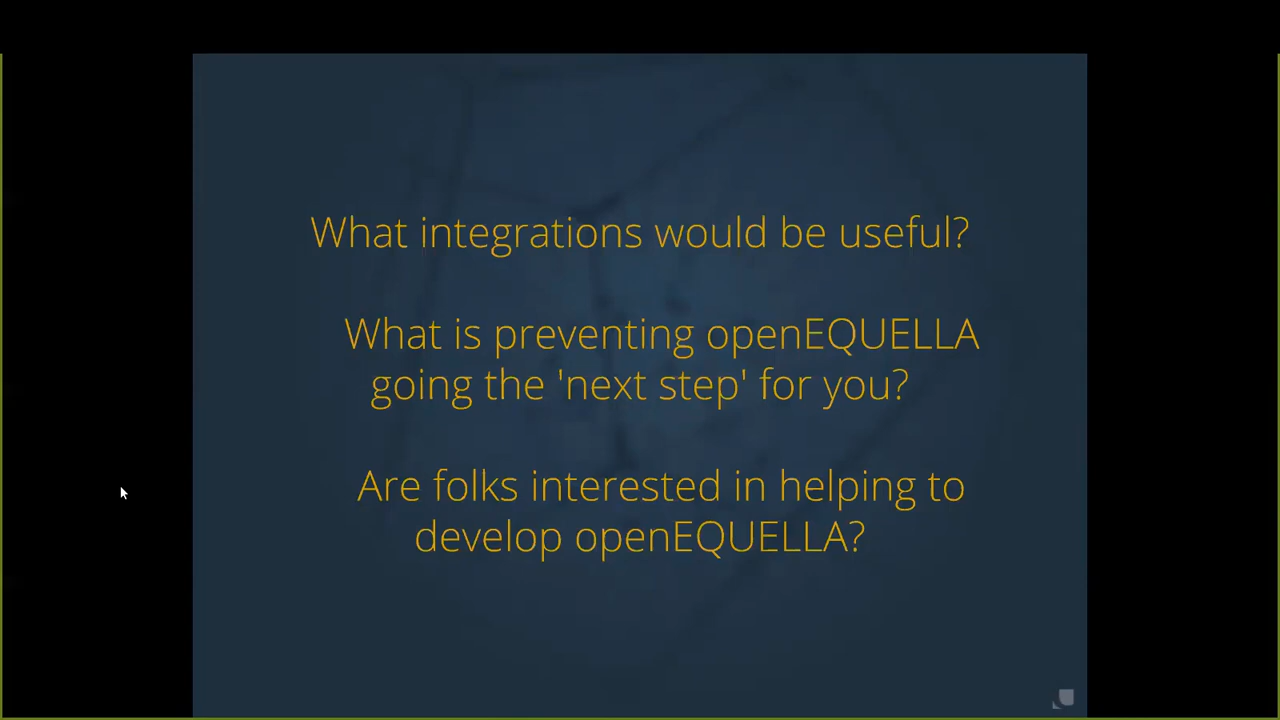 What integrations would be useful?
What is preventing openEQUELLA
going the 'next step' for you?
Are folks interested in helping to
develop openEQUELLA?